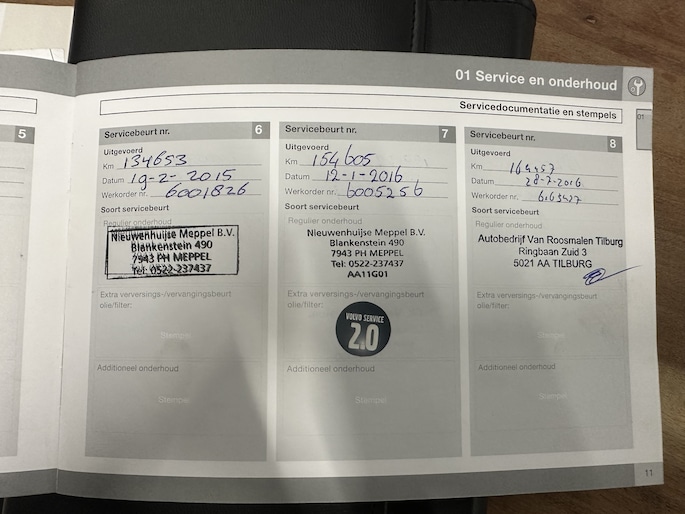 01 Service en onderhoud
Servicedocumentatie en stempels
01
5
Servicebeurt nr. 6
Uitgevoerd
Km 134653
Datum 19-2-2015
Werkorder nr. 6001826
Soort servicebeurt
Regulier onderhoud
Nieuwenhuijse Meppel B.V.
Blankenstein 490
7943 PH MEPPEL
Tel: 0522-237437
Extra verversings-/vervangingsbeurt
olie/filter:
Stempel
Additioneel onderhoud
Stempel
Servicebeurt nr. 7
Uitgevoerd
Km 154605
Datum 12-1-2016
Werkorder nr. 6005256
Soort servicebeurt
Regulier onderhoud
Nieuwenhuijse Meppel B.V.
Blankenstein 490
7943 PH MEPPEL
Tel: 0522-237437
AA11G01
Extra verversings-/vervangingsbeurt
olie/filter:
VOLVO SERVICE
2.0
Additioneel onderhoud
Stempel
Servicebeurt nr. 8
Uitgevoerd
Km
Datum 28-7-2016
Werkorder nr.
Soort servicebeurt
Regulier onderhoud
Autobedrijf Van Roosmalen Tilburg
Ringbaan Zuid 3
5021 AA TILBURG
Extra verversings-/vervangingsbeurt
olie/filter:
Stempel
Additioneel onderhoud
Stempel
11